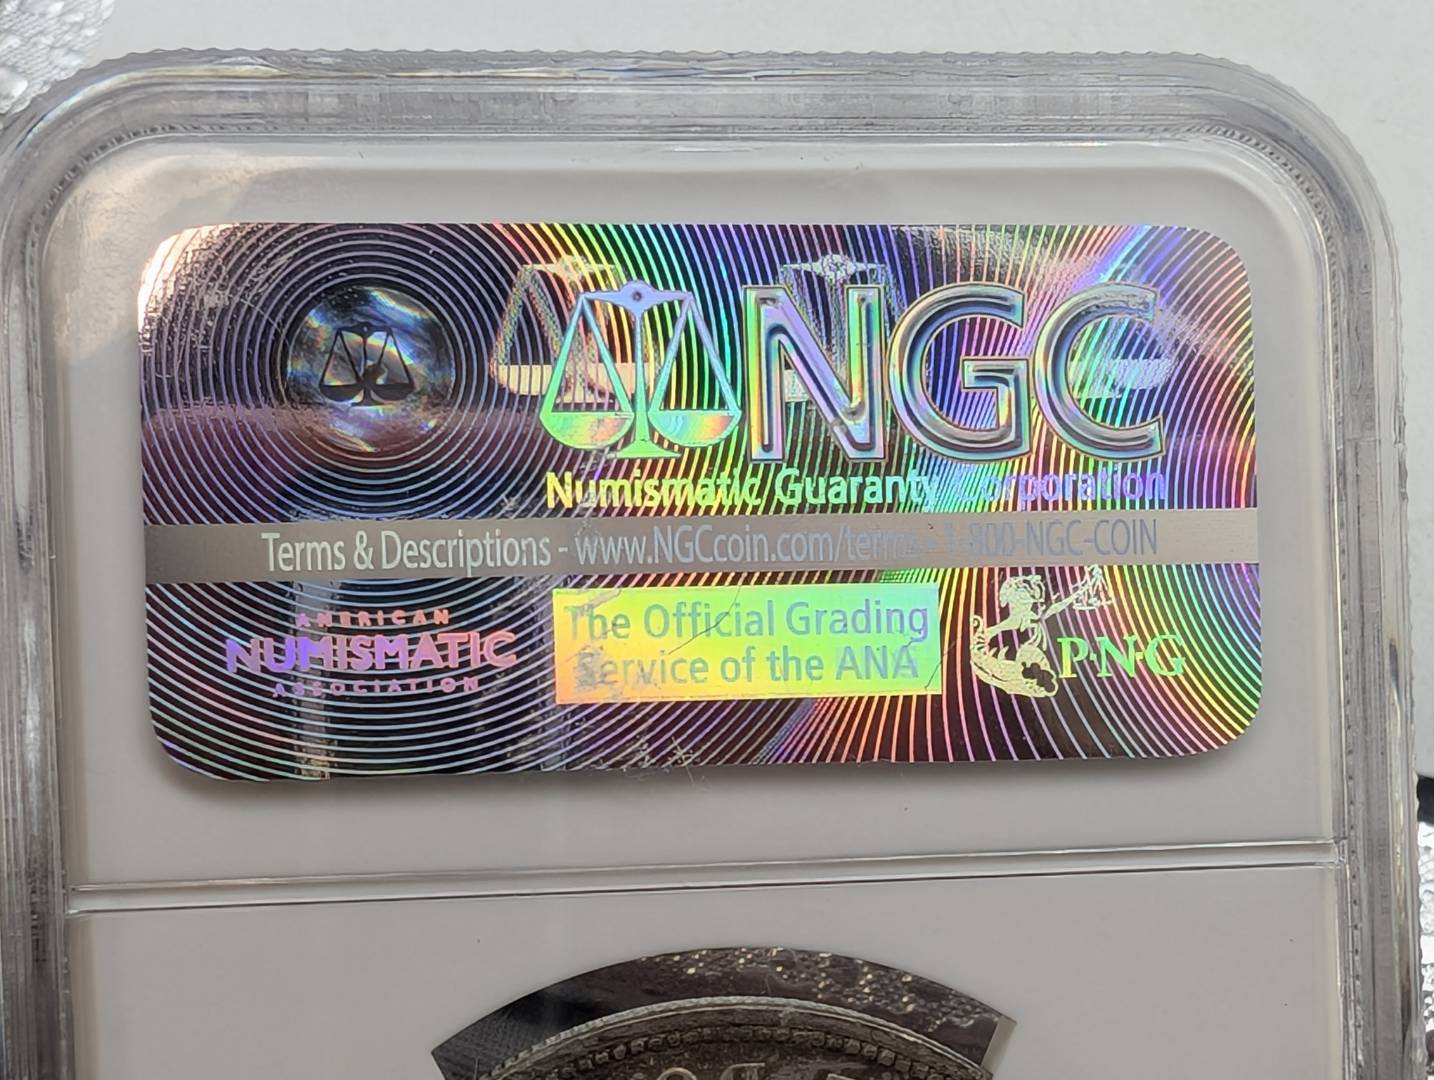 NGC
Numismatic Guaranty Corporation
Terms & Descriptions - www.NGCcoin.com/terms - 1-800-NGC-COIN
AMERICAN
NUMISMATIC
ASSOCIATION
The Official Grading
Service of the ANA
P·N·G